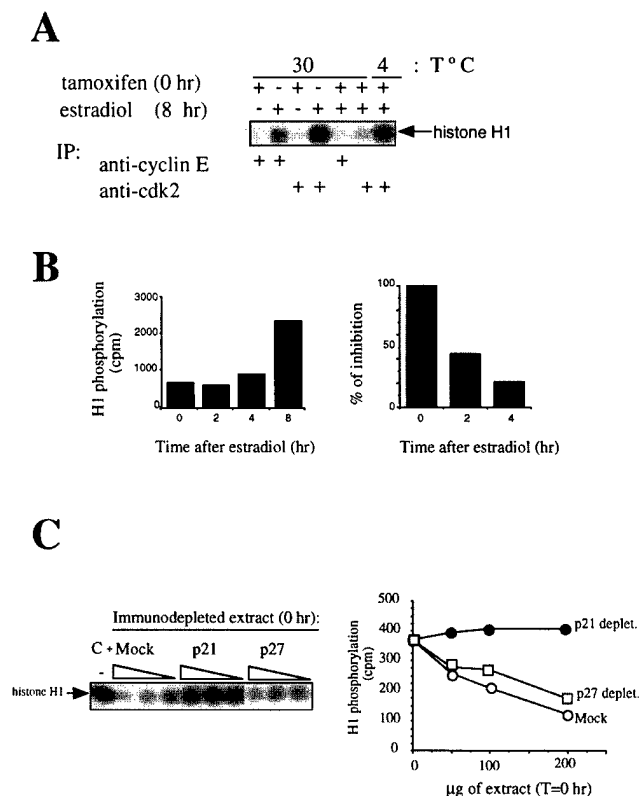 A
30 4 : T° C
tamoxifen (0 hr) + - + - + + +
estradiol (8 hr) - + - + + + +
histone H1
IP:
anti-cyclin E + + +
anti-cdk2 + + + +
B
H1 phosphorylation
(cpm)
3000
2000
1000
0
0 2 4 8
Time after estradiol (hr)
% of inhibition
100
50
0
0 2 4
Time after estradiol (hr)
C
Immunodepleted extract (0 hr):
C + Mock p21 p27
-
histone H1
H1 phosphorylation
(cpm)
500
400
300
200
100
0
p21 deplet.
p27 deplet.
Mock
0 100 200
µg of extract (T=0 hr)